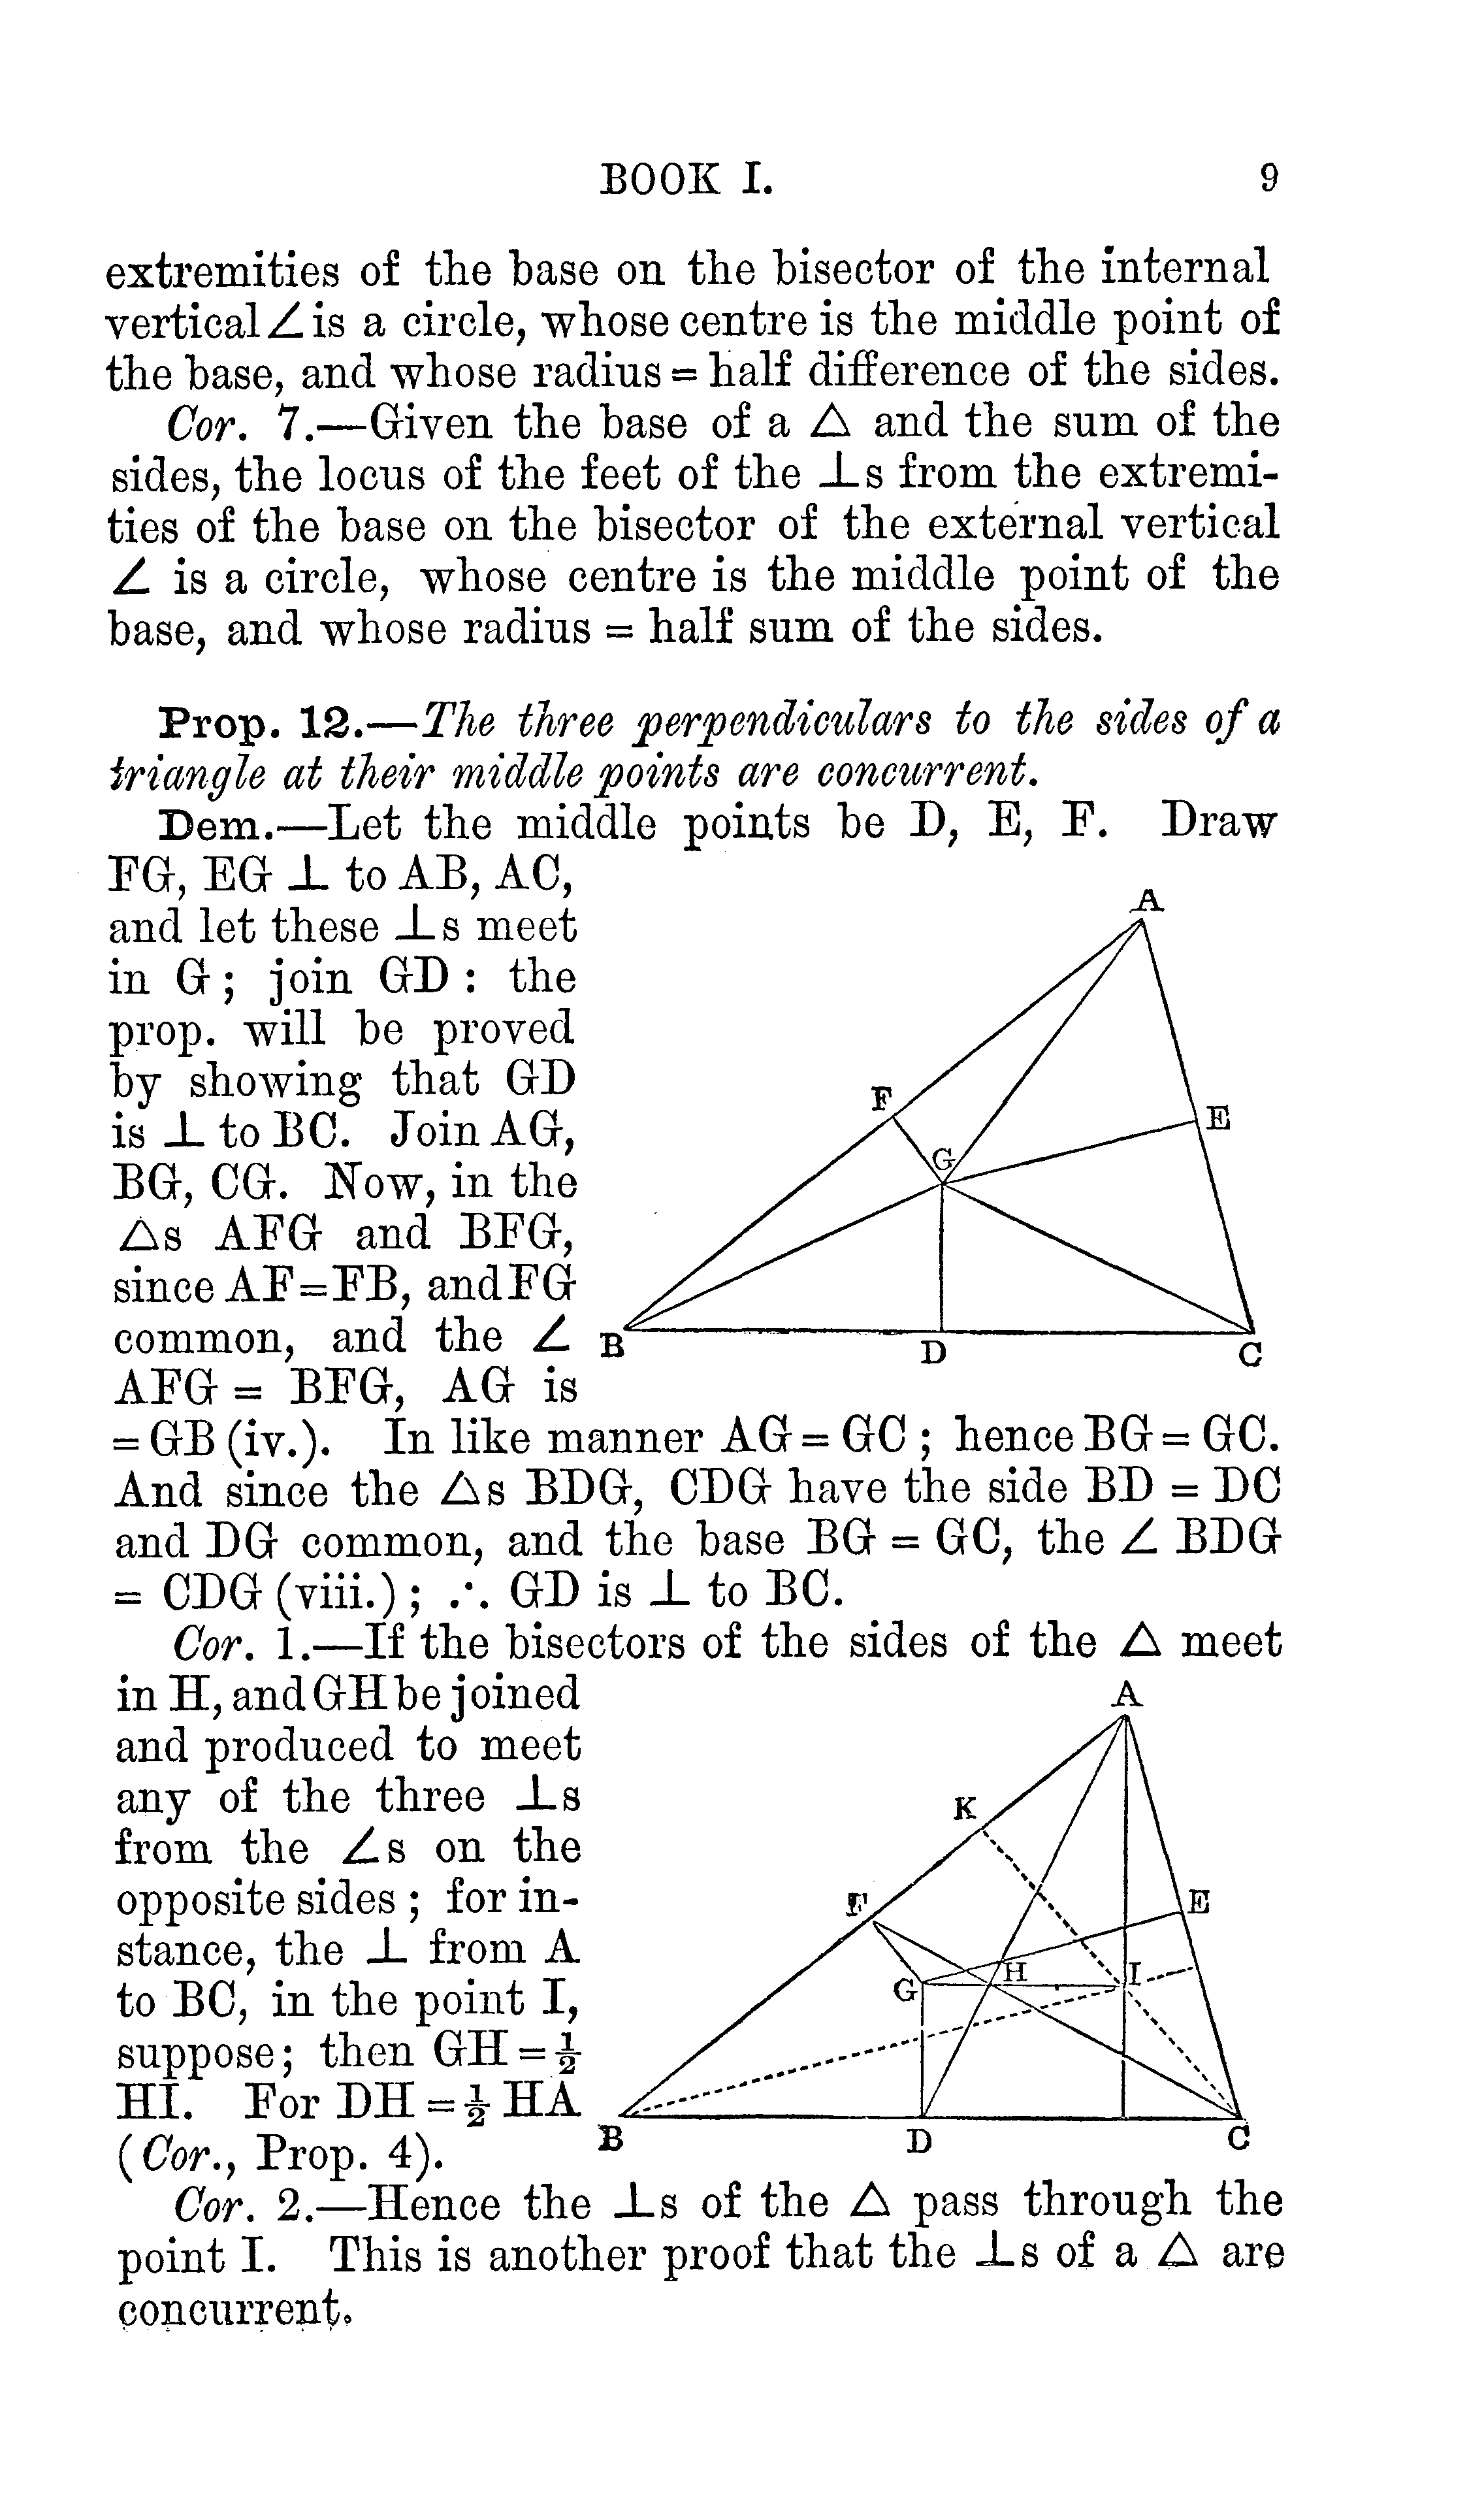 BOOK I. 9
extremities of the base on the bisector of the internal
vertical ∠ is a circle, whose centre is the middle point of
the base, and whose radius = half difference of the sides.
Cor. 7.—Given the base of a △ and the sum of the
sides, the locus of the feet of the ⊥s from the extremi-
ties of the base on the bisector of the external vertical
∠ is a circle, whose centre is the middle point of the
base, and whose radius = half sum of the sides.
Prop. 12.—The three perpendiculars to the sides of a
triangle at their middle points are concurrent.
Dem.—Let the middle points be D, E, F. Draw
FG, EG ⊥ to AB, AC,
and let these ⊥s meet
in G; join GD: the
prop. will be proved
by showing that GD
is ⊥ to BC. Join AG,
BG, CG. Now, in the
△s AFG and BFG,
since AF=FB, and FG
common, and the ∠
AFG = BFG, AG is
A
F
E
G
B
D
C
= GB (iv.). In like manner AG = GC; hence BG = GC.
And since the △s BDG, CDG have the side BD = DC
and DG common, and the base BG = GC, the ∠ BDG
= CDG (viii.); ∴ GD is ⊥ to BC.
Cor. 1.—If the bisectors of the sides of the △ meet
in H, and GH be joined
and produced to meet
any of the three ⊥s
from the ∠s on the
opposite sides; for in-
stance, the ⊥ from A
to BC, in the point I,
suppose; then GH = ½
HI. For DH = ½ HA
(Cor., Prop. 4).
A
K
F
E
G
H
I
B
D
C
Cor. 2.—Hence the ⊥s of the △ pass through the
point I. This is another proof that the ⊥s of a △ are
concurrent.